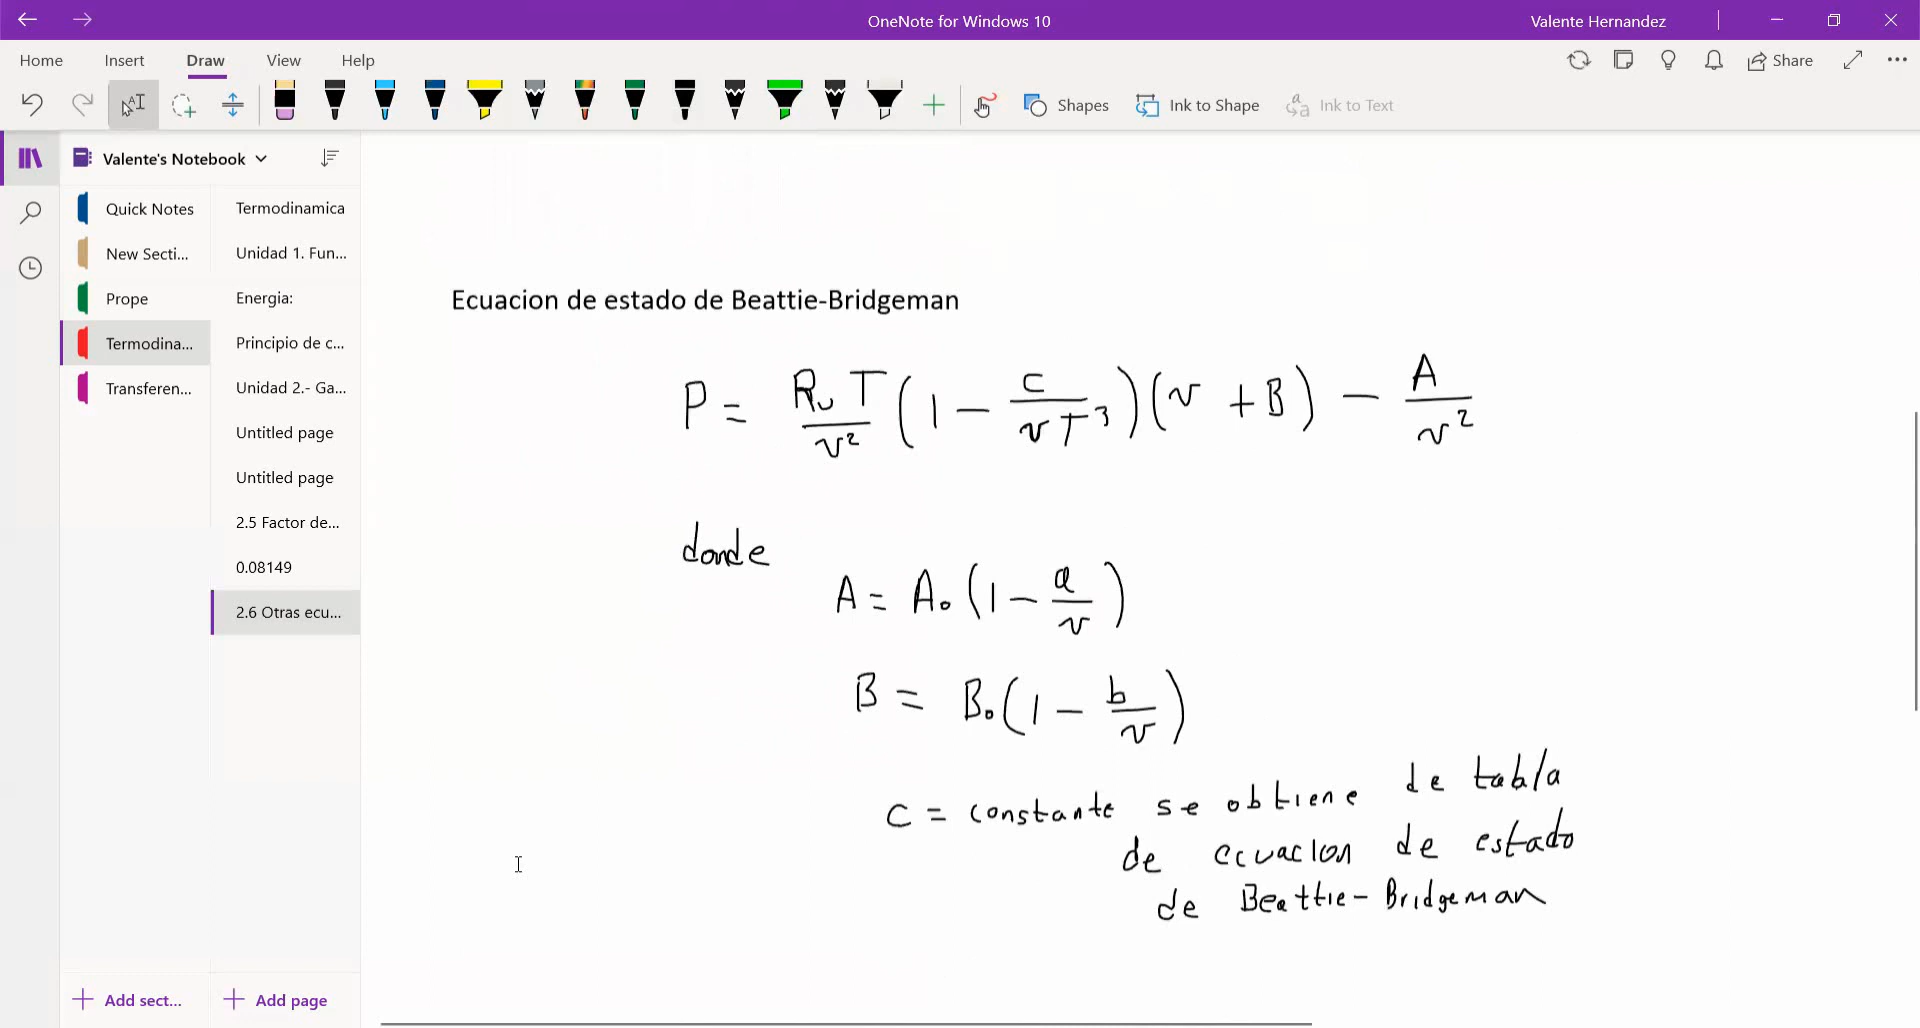 OneNote for Windows 10
Valente Hernandez
Home Insert Draw View Help
Share
Shapes Ink to Shape Ink to Text
Valente's Notebook
Quick Notes
New Secti...
Prope
Termodina...
Transferen...
Termodinamica
Unidad 1. Fun...
Energia:
Principio de c...
Unidad 2.- Ga...
Untitled page
Untitled page
2.5 Factor de...
0.08149
2.6 Otras ecu...
Add sect...
Add page
Ecuacion de estado de Beattie-Bridgeman
P = RᵤT/v² (1 - c/vT³)(v + B) - A/v²
donde
A = A₀(1 - a/v)
B = B₀(1 - b/v)
c = constante se obtiene de tabla
de ecuacion de estado
de Beattie-Bridgeman